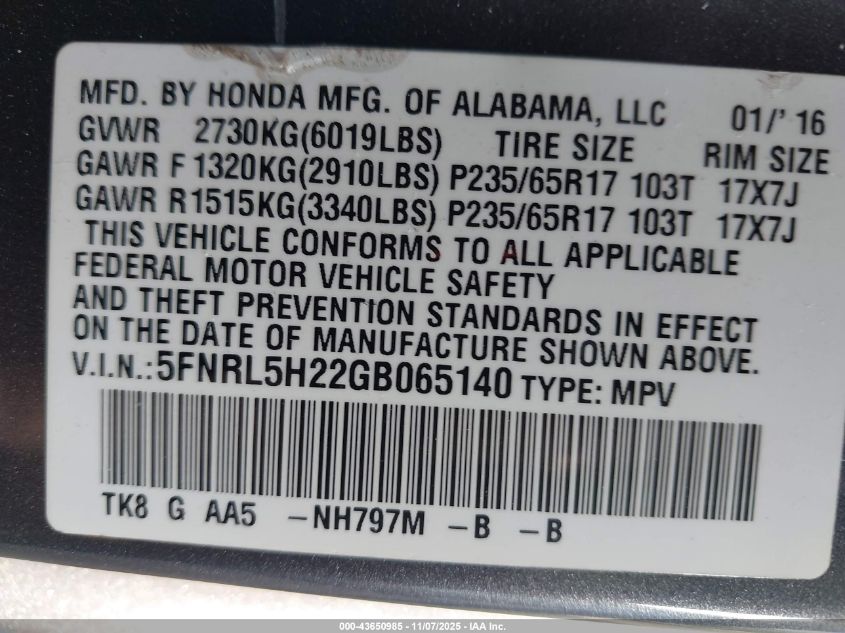 MFD. BY HONDA MFG. OF ALABAMA, LLC 01/'16
GVWR 2730KG(6019LBS) TIRE SIZE RIM SIZE
GAWR F 1320KG(2910LBS) P235/65R17 103T 17X7J
GAWR R1515KG(3340LBS) P235/65R17 103T 17X7J
THIS VEHICLE CONFORMS TO ALL APPLICABLE
FEDERAL MOTOR VEHICLE SAFETY
AND THEFT PREVENTION STANDARDS IN EFFECT
ON THE DATE OF MANUFACTURE SHOWN ABOVE.
V.I.N.:5FNRL5H22GB065140 TYPE: MPV
TK8 G AA5 -NH797M -B -B
000-43650985 - 11/07/2025 - IAA Inc.